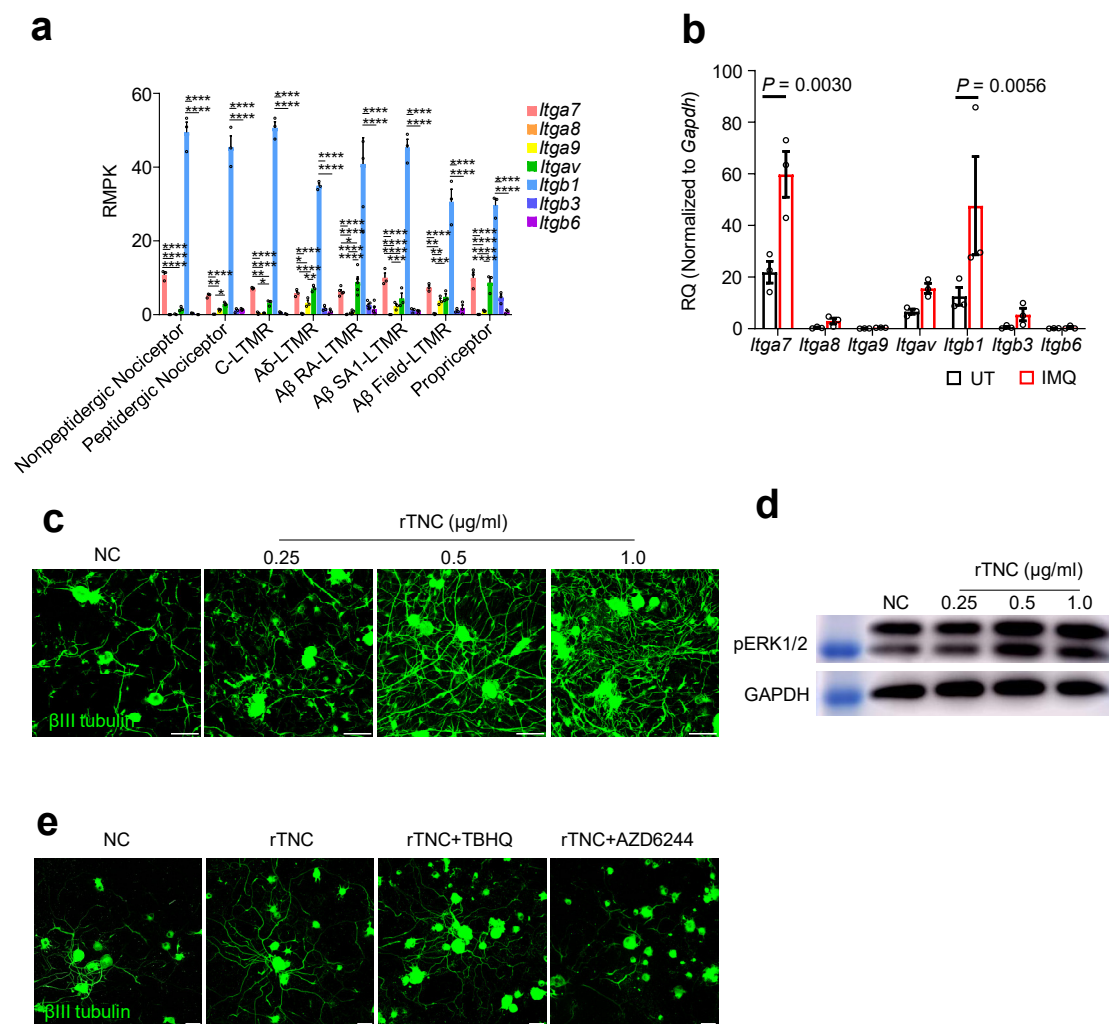 a
60
40
20
0
RMPK
Itga7
Itga8
Itga9
Itgav
Itgb1
Itgb3
Itgb6
Nonpeptidergic Nociceptor
Peptidergic Nociceptor
C-LTMR
Aδ-LTMR
Aβ RA-LTMR
Aβ SA1-LTMR
Aβ Field-LTMR
Propriceptor
b
100
80
60
40
20
0
RQ (Normalized to Gapdh)
P = 0.0030
P = 0.0056
Itga7 Itga8 Itga9 Itgav Itgb1 Itgb3 Itgb6
UT IMQ
c
rTNC (µg/ml)
NC 0.25 0.5 1.0
βIII tubulin
d
rTNC (µg/ml)
NC 0.25 0.5 1.0
pERK1/2
GAPDH
e
NC rTNC rTNC+TBHQ rTNC+AZD6244
βIII tubulin